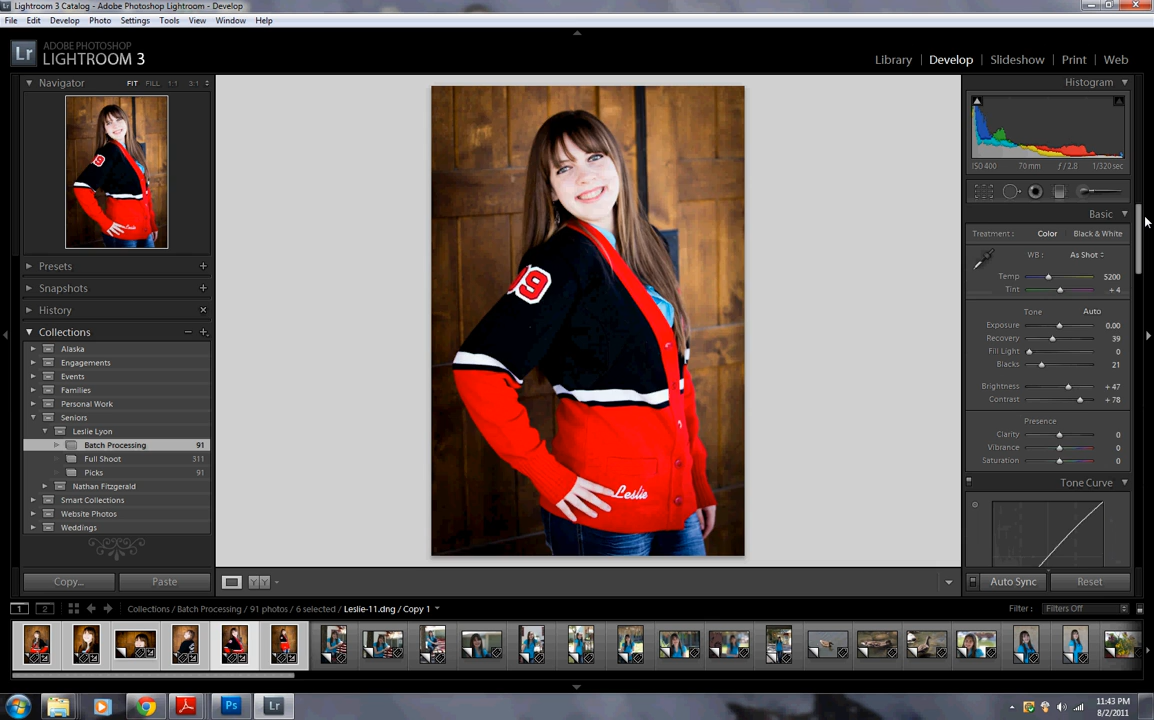 Lightroom 3 Catalog - Adobe Photoshop Lightroom - Develop
File Edit Develop Photo Settings Tools View Window Help
Lr
ADOBE PHOTOSHOP
LIGHTROOM 3
Library | Develop | Slideshow | Print | Web
Navigator FIT FILL 1:1 3:1
Histogram
ISO 400 70 mm ƒ / 2.8 1/320 sec
Basic
Treatment : Color Black & White
WB : As Shot
Temp 5200
Tint + 4
Tone Auto
Exposure 0.00
Recovery 39
Fill Light 0
Blacks 21
Brightness + 47
Contrast + 78
Presence
Clarity 0
Vibrance 0
Saturation 0
Tone Curve
Presets
Snapshots
History
Collections
Alaska
Engagements
Events
Families
Personal Work
Seniors
Leslie Lyon
Batch Processing 91
Full Shoot 311
Picks 91
Nathan Fitzgerald
Smart Collections
Website Photos
Weddings
9
Leslie
Copy... Paste
Auto Sync Reset
1 2 Collections / Batch Processing / 91 photos / 6 selected / Leslie-11.dng / Copy 1 Filter : Filters Off
Ps Lr
11:43 PM
8/2/2011